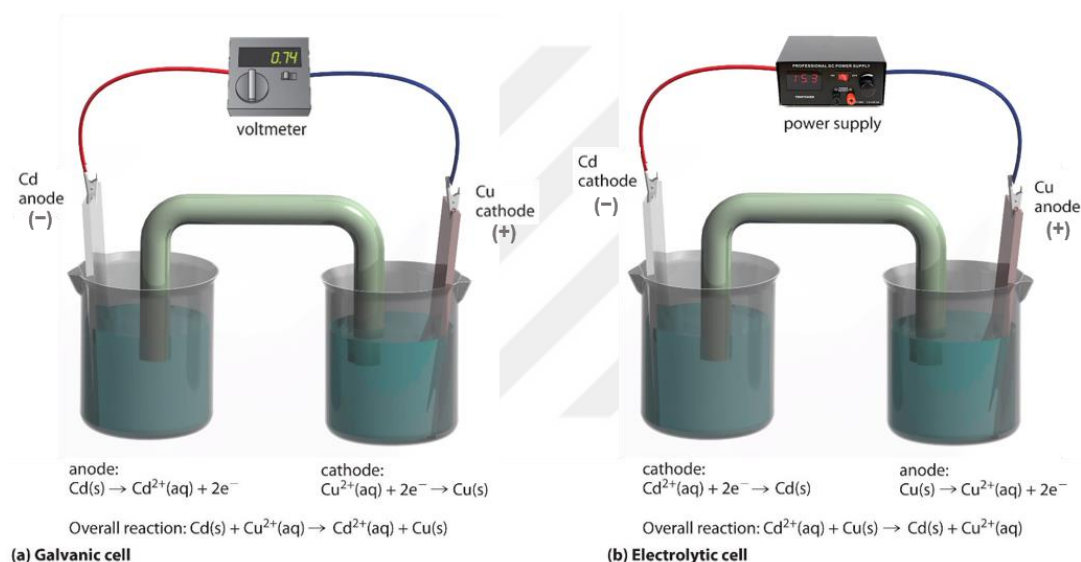 0.74
voltmeter
Cd
anode
(−)
Cu
cathode
(+)
anode:
Cd(s) → Cd²⁺(aq) + 2e⁻
cathode:
Cu²⁺(aq) + 2e⁻ → Cu(s)
Overall reaction: Cd(s) + Cu²⁺(aq) → Cd²⁺(aq) + Cu(s)
(a) Galvanic cell
PROFESSIONAL DC POWER SUPPLY
153
power supply
Cd
cathode
(−)
Cu
anode
(+)
cathode:
Cd²⁺(aq) + 2e⁻ → Cd(s)
anode:
Cu(s) → Cu²⁺(aq) + 2e⁻
Overall reaction: Cd²⁺(aq) + Cu(s) → Cd(s) + Cu²⁺(aq)
(b) Electrolytic cell